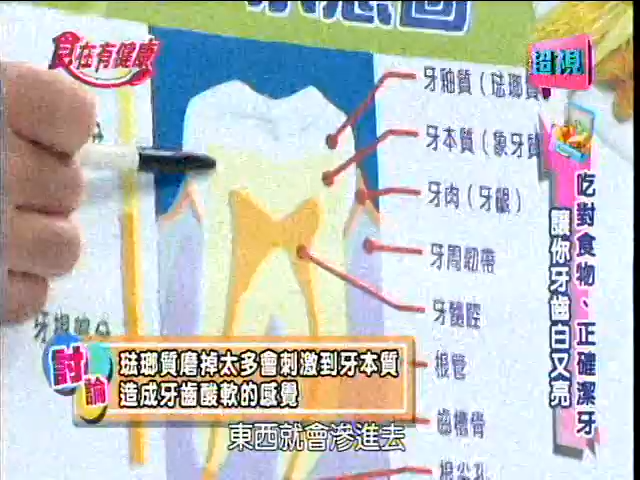 食在有健康
超視
牙釉質（琺瑯質
牙本質（象牙質
牙肉（牙齦）
牙周韌帶
牙髓腔
根管
齒槽骨
根尖孔
吃對食物、正確潔牙
讓你牙齒白又亮
討論
琺瑯質磨掉太多會刺激到牙本質
造成牙齒酸軟的感覺
東西就會滲進去